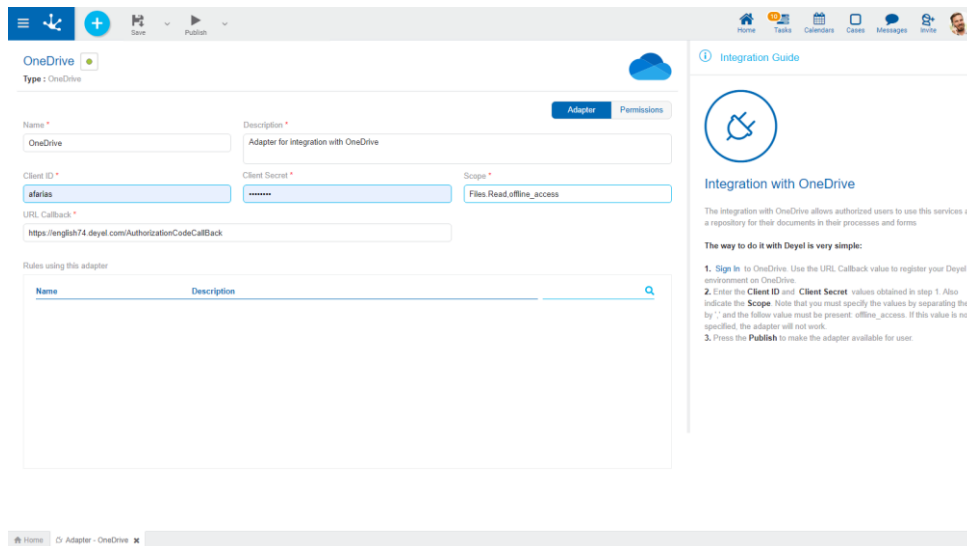 Save
Publish
Home
10
Tasks
Calendars
Cases
Messages
Invite
OneDrive
Type : OneDrive
Adapter
Permissions
Name *
Description *
OneDrive
Adapter for integration with OneDrive
Client ID *
Client Secret *
Scope *
afarias
••••••••
Files.Read,offline_access
URL Callback *
https://english74.deyel.com/AuthorizationCodeCallBack
Rules using this adapter
Name
Description
Integration Guide
Integration with OneDrive
The integration with OneDrive allows authorized users to use this services a
a repository for their documents in their processes and forms
The way to do it with Deyel is very simple:
1. Sign In to OneDrive. Use the URL Callback value to register your Deyel
environment on OneDrive.
2. Enter the Client ID and Client Secret values obtained in step 1. Also
indicate the Scope Note that you must specify the values by separating the
by ',' and the follow value must be present: offline_access. If this value is no
specified, the adapter will not work.
3. Press the Publish to make the adapter available for user.
Home
Adapter - OneDrive